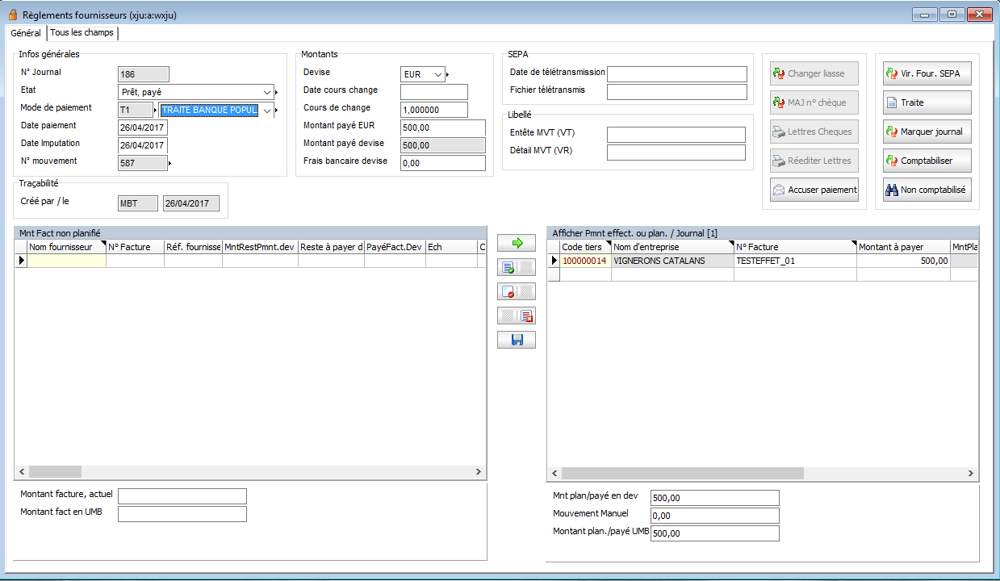 Règlements fournisseurs (xju:a:wxju)
Général Tous les champs
Infos générales
N° Journal 186
Etat Prêt, payé
Mode de paiement T1 TRAITE BANQUE POPUL
Date paiement 26/04/2017
Date Imputation 26/04/2017
N° mouvement 587
Traçabilité
Créé par / le MBT 26/04/2017
Montants
Devise EUR
Date cours change
Cours de change 1,000000
Montant payé EUR 500,00
Montant payé devise 500,00
Frais bancaire devise 0,00
SEPA
Date de télétransmission
Fichier télétransmis
Libellé
Entête MVT (VT)
Détail MVT (VR)
Changer liasse
MAJ n° chèque
Lettres Cheques
Rééditer Lettres
Accuser paiement
Vir. Four. SEPA
Traite
Marquer journal
Comptabiliser
Non comptabilisé
Mnt Fact non planifié
Nom fournisseur N° Facture Réf. fournisse MntRestPmnt.dev Reste à payer d PayéFact.Dev Ech C
Afficher Pmnt effect. ou plan. / Journal [1]
Code tiers Nom d'entreprise N° Facture Montant à payer MntPla
100000014 VIGNERONS CATALANS TESTEFFET_01 500,00
Montant facture, actuel
Montant fact en UMB
Mnt plan/payé en dev 500,00
Mouvement Manuel 0,00
Montant plan./payé UMB 500,00